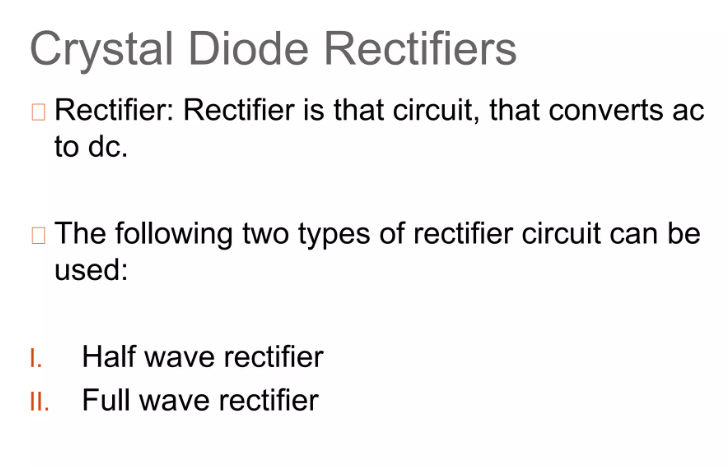 Crystal Diode Rectifiers
Rectifier: Rectifier is that circuit, that converts ac
to dc.
The following two types of rectifier circuit can be
used:
I. Half wave rectifier
II. Full wave rectifier